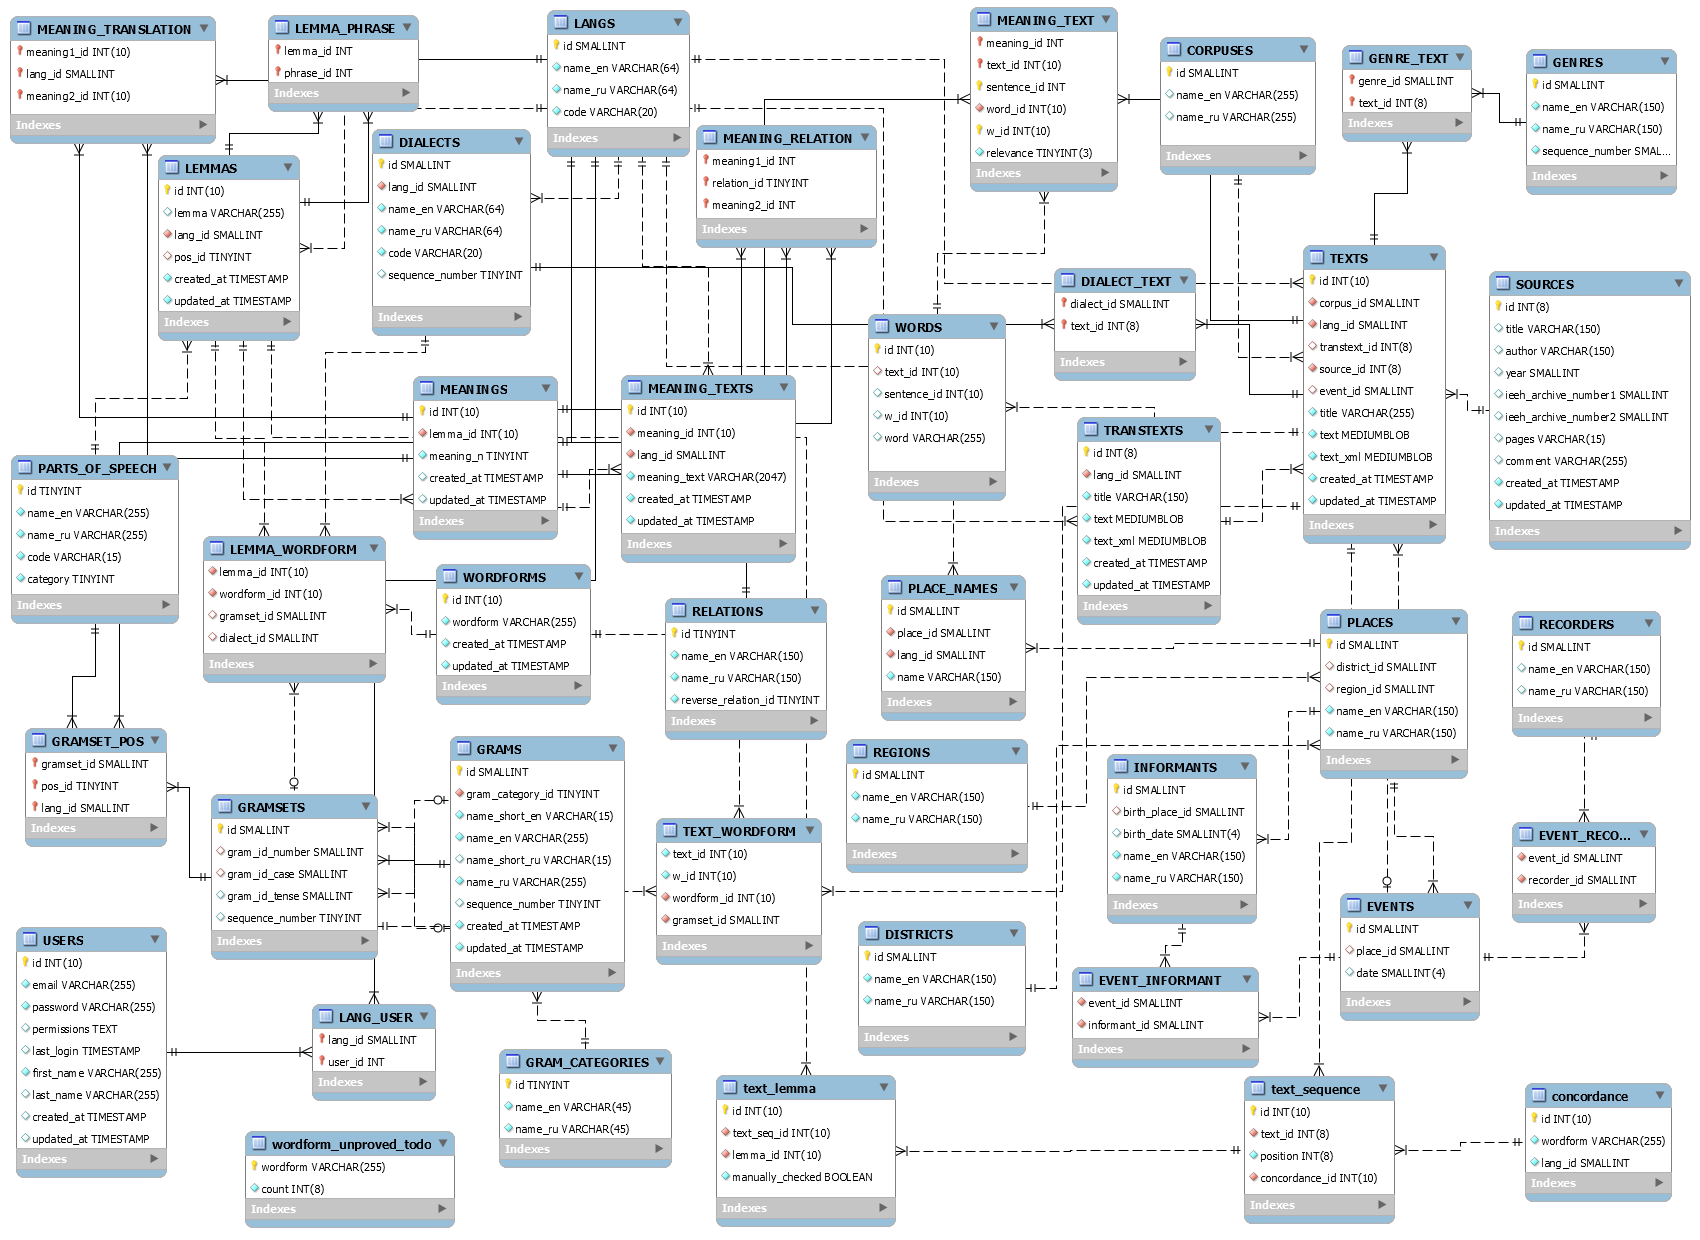 MEANING_TRANSLATION
meaning1_id INT(10)
lang_id SMALLINT
meaning2_id INT(10)
Indexes
LEMMA_PHRASE
lemma_id INT
phrase_id INT
Indexes
LANGS
id SMALLINT
name_en VARCHAR(64)
name_ru VARCHAR(64)
code VARCHAR(20)
Indexes
MEANING_TEXT
meaning_id INT
text_id INT(10)
sentence_id INT
word_id INT(10)
w_id INT(10)
relevance TINYINT(3)
Indexes
CORPUSES
id SMALLINT
name_en VARCHAR(255)
name_ru VARCHAR(255)
Indexes
GENRE_TEXT
genre_id SMALLINT
text_id INT(8)
Indexes
GENRES
id SMALLINT
name_en VARCHAR(150)
name_ru VARCHAR(150)
sequence_number SMAL...
Indexes
LEMMAS
id INT(10)
lemma VARCHAR(255)
lang_id SMALLINT
pos_id TINYINT
created_at TIMESTAMP
updated_at TIMESTAMP
Indexes
DIALECTS
id SMALLINT
lang_id SMALLINT
name_en VARCHAR(64)
name_ru VARCHAR(64)
code VARCHAR(20)
sequence_number TINYINT
Indexes
MEANING_RELATION
meaning1_id INT
relation_id TINYINT
meaning2_id INT
Indexes
DIALECT_TEXT
dialect_id SMALLINT
text_id INT(8)
Indexes
TEXTS
id INT(10)
corpus_id SMALLINT
lang_id SMALLINT
transtext_id INT(8)
source_id INT(8)
event_id SMALLINT
title VARCHAR(255)
text MEDIUMBLOB
text_xml MEDIUMBLOB
created_at TIMESTAMP
updated_at TIMESTAMP
Indexes
SOURCES
id INT(8)
title VARCHAR(150)
author VARCHAR(150)
year SMALLINT
ieeh_archive_number1 SMALLINT
ieeh_archive_number2 SMALLINT
pages VARCHAR(15)
comment VARCHAR(255)
created_at TIMESTAMP
updated_at TIMESTAMP
Indexes
WORDS
id INT(10)
text_id INT(10)
sentence_id INT(10)
w_id INT(10)
word VARCHAR(255)
Indexes
MEANINGS
id INT(10)
lemma_id INT(10)
meaning_n TINYINT
created_at TIMESTAMP
updated_at TIMESTAMP
Indexes
MEANING_TEXTS
id INT(10)
meaning_id INT(10)
lang_id SMALLINT
meaning_text VARCHAR(2047)
created_at TIMESTAMP
updated_at TIMESTAMP
Indexes
TRANSTEXTS
id INT(8)
lang_id SMALLINT
title VARCHAR(150)
text MEDIUMBLOB
text_xml MEDIUMBLOB
created_at TIMESTAMP
updated_at TIMESTAMP
Indexes
PARTS_OF_SPEECH
id TINYINT
name_en VARCHAR(255)
name_ru VARCHAR(255)
code VARCHAR(15)
category TINYINT
Indexes
LEMMA_WORDFORM
lemma_id INT(10)
wordform_id INT(10)
gramset_id SMALLINT
dialect_id SMALLINT
Indexes
WORDFORMS
id INT(10)
wordform VARCHAR(255)
created_at TIMESTAMP
updated_at TIMESTAMP
Indexes
RELATIONS
id TINYINT
name_en VARCHAR(150)
name_ru VARCHAR(150)
reverse_relation_id TINYINT
Indexes
PLACE_NAMES
id SMALLINT
place_id SMALLINT
lang_id SMALLINT
name VARCHAR(150)
Indexes
PLACES
id SMALLINT
district_id SMALLINT
region_id SMALLINT
name_en VARCHAR(150)
name_ru VARCHAR(150)
Indexes
RECORDERS
id SMALLINT
name_en VARCHAR(150)
name_ru VARCHAR(150)
Indexes
GRAMSET_POS
gramset_id SMALLINT
pos_id TINYINT
lang_id SMALLINT
Indexes
GRAMSETS
id SMALLINT
gram_id_number SMALLINT
gram_id_case SMALLINT
gram_id_tense SMALLINT
sequence_number TINYINT
Indexes
GRAMS
id SMALLINT
gram_category_id TINYINT
name_short_en VARCHAR(15)
name_en VARCHAR(255)
name_short_ru VARCHAR(15)
name_ru VARCHAR(255)
sequence_number TINYINT
created_at TIMESTAMP
updated_at TIMESTAMP
Indexes
TEXT_WORDFORM
text_id INT(10)
w_id INT(10)
wordform_id INT(10)
gramset_id SMALLINT
Indexes
REGIONS
id SMALLINT
name_en VARCHAR(150)
name_ru VARCHAR(150)
Indexes
INFORMANTS
id SMALLINT
birth_place_id SMALLINT
birth_date SMALLINT(4)
name_en VARCHAR(150)
name_ru VARCHAR(150)
Indexes
EVENT_RECO...
event_id SMALLINT
recorder_id SMALLINT
Indexes
EVENTS
id SMALLINT
place_id SMALLINT
date SMALLINT(4)
Indexes
USERS
id INT(10)
email VARCHAR(255)
password VARCHAR(255)
permissions TEXT
last_login TIMESTAMP
first_name VARCHAR(255)
last_name VARCHAR(255)
created_at TIMESTAMP
updated_at TIMESTAMP
Indexes
DISTRICTS
id SMALLINT
name_en VARCHAR(150)
name_ru VARCHAR(150)
Indexes
EVENT_INFORMANT
event_id SMALLINT
informant_id SMALLINT
Indexes
LANG_USER
lang_id SMALLINT
user_id INT
Indexes
GRAM_CATEGORIES
id TINYINT
name_en VARCHAR(45)
name_ru VARCHAR(45)
Indexes
text_lemma
id INT(10)
text_seq_id INT(10)
lemma_id INT(10)
manually_checked BOOLEAN
Indexes
text_sequence
id INT(10)
text_id INT(8)
position INT(8)
concordance_id INT(10)
Indexes
concordance
id INT(10)
wordform VARCHAR(255)
lang_id SMALLINT
Indexes
wordform_unproved_todo
wordform VARCHAR(255)
count INT(8)
Indexes